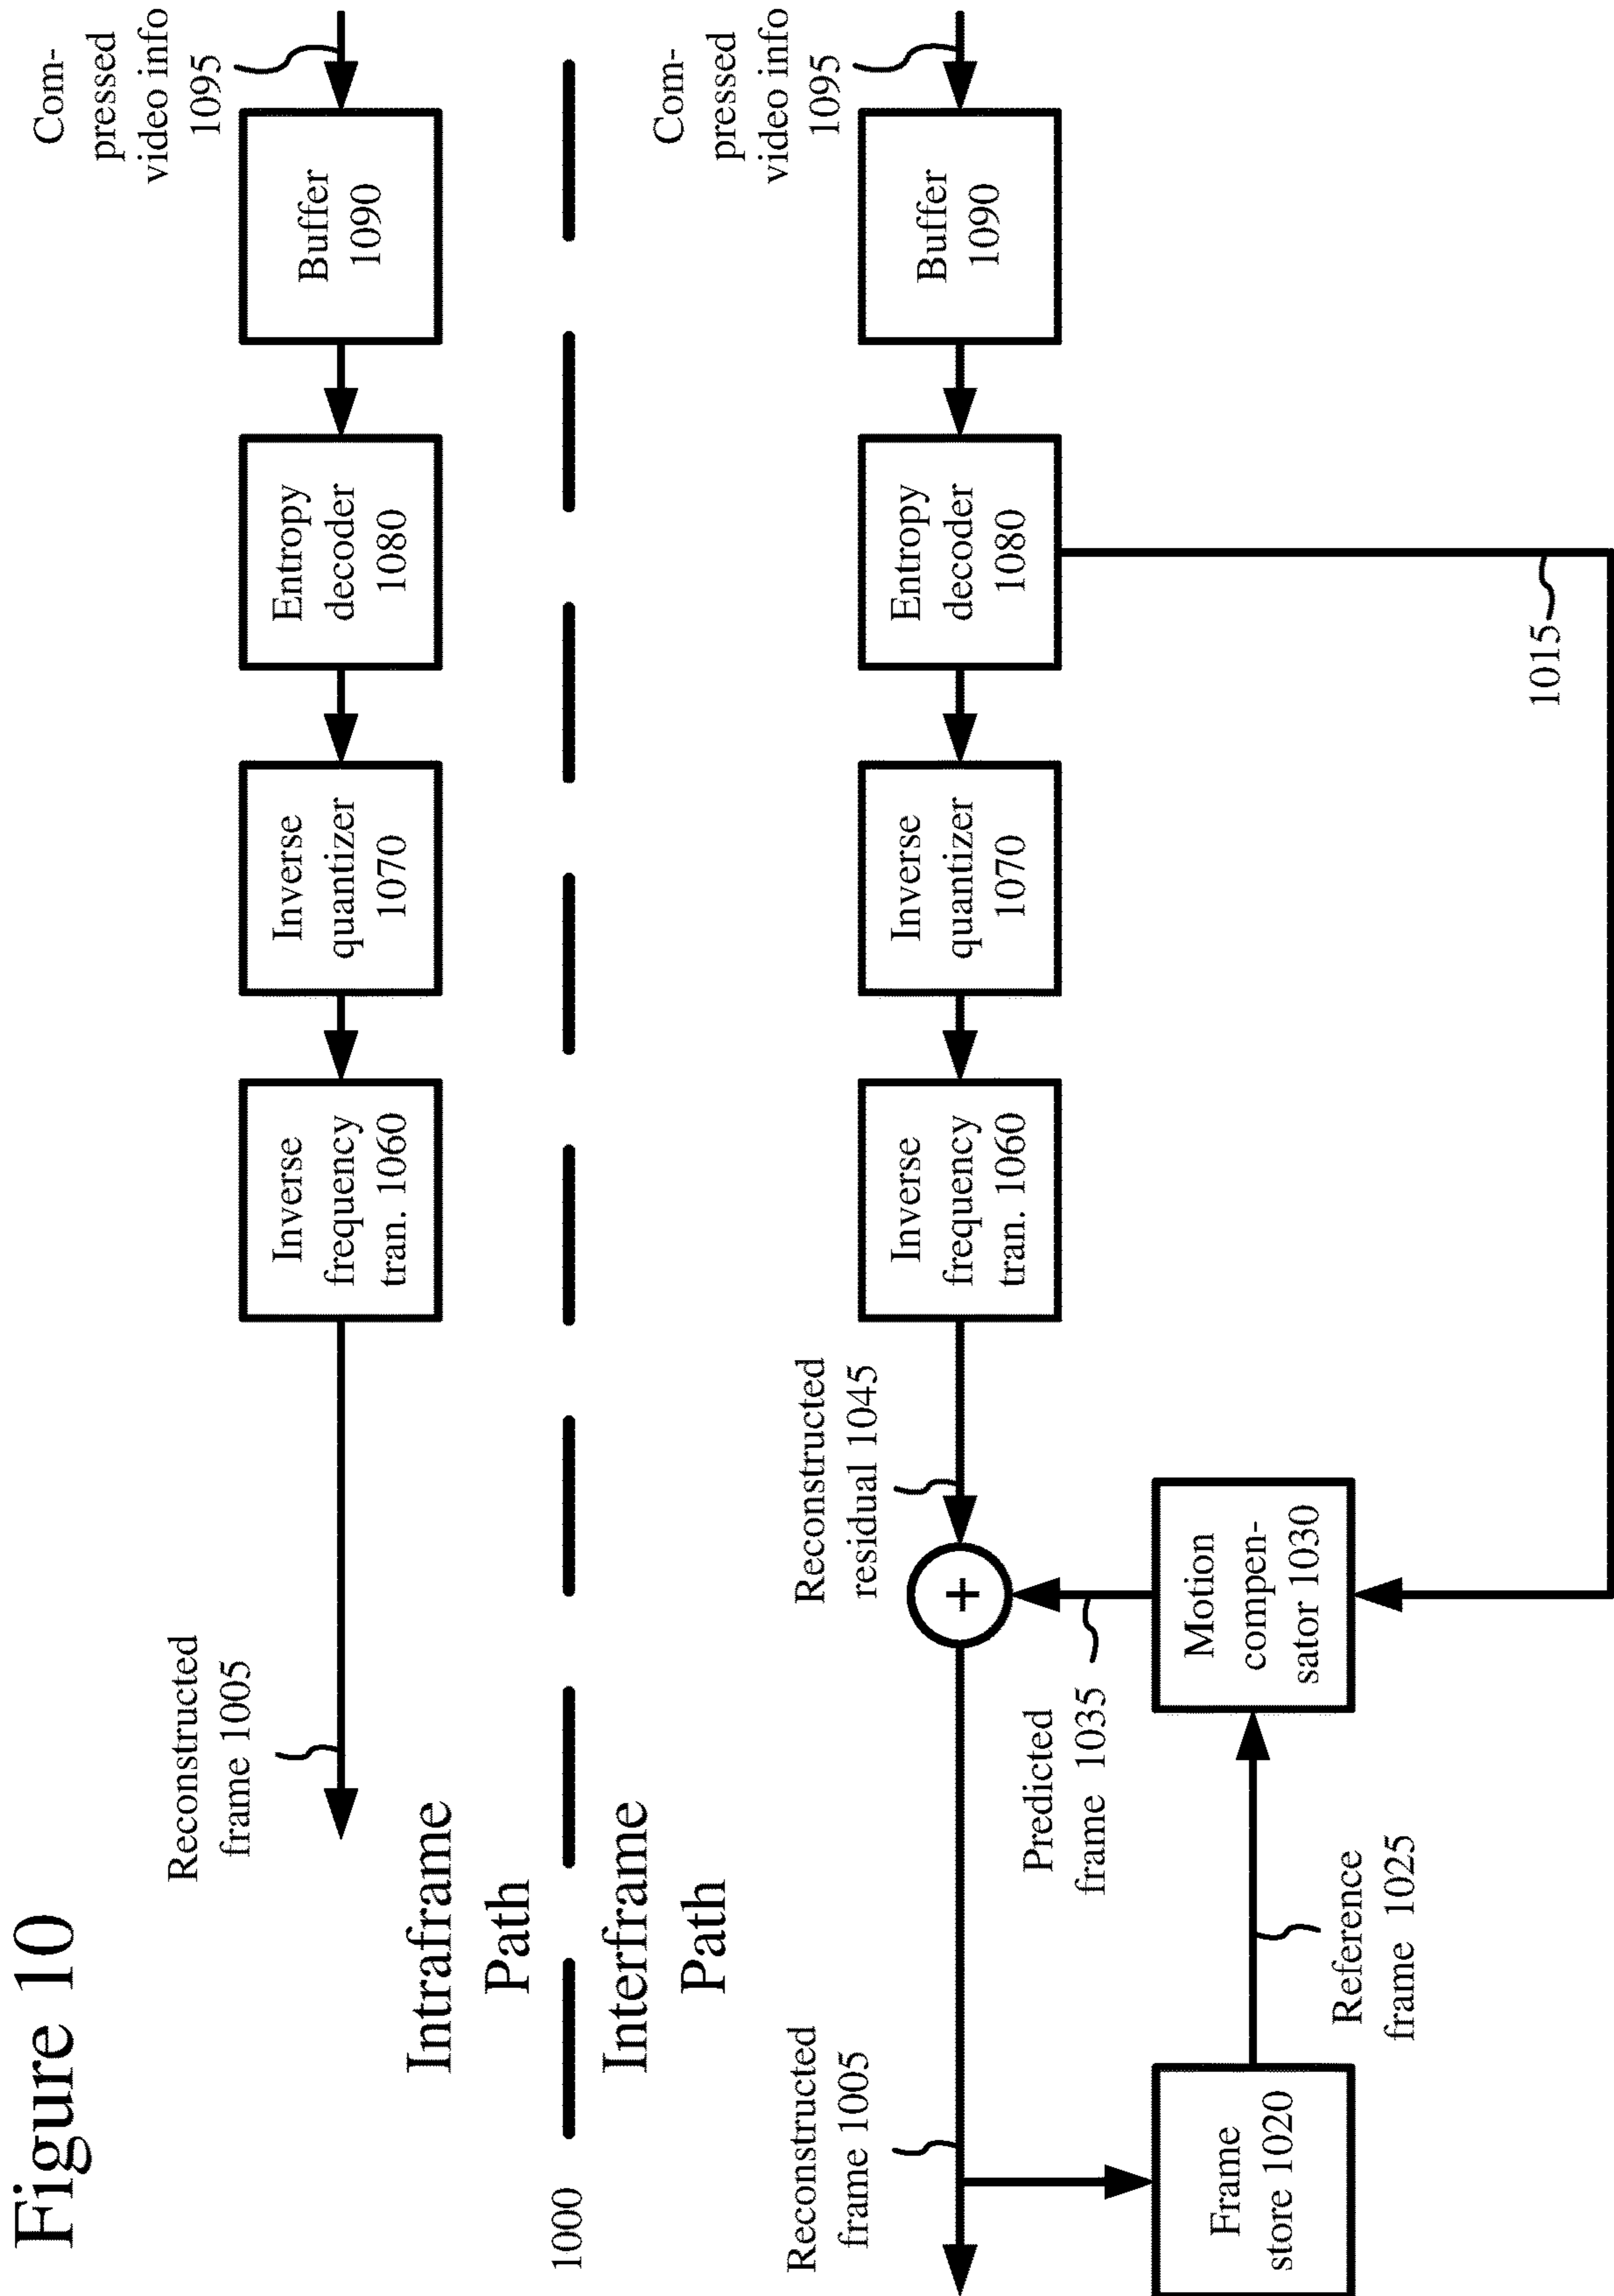 Figure 10
Reconstructed
frame 1005
Inverse
frequency
tran. 1060
Inverse
quantizer
1070
Entropy
decoder
1080
Buffer
1090
Com-
pressed
video info
1095
Intraframe
Path
1000
Interframe
Path
Reconstructed
frame 1005
Reconstructed
residual 1045
+
Inverse
frequency
tran. 1060
Inverse
quantizer
1070
Entropy
decoder
1080
Buffer
1090
Com-
pressed
video info
1095
Predicted
frame 1035
Frame
store 1020
Reference
frame 1025
Motion
compen-
sator 1030
1015